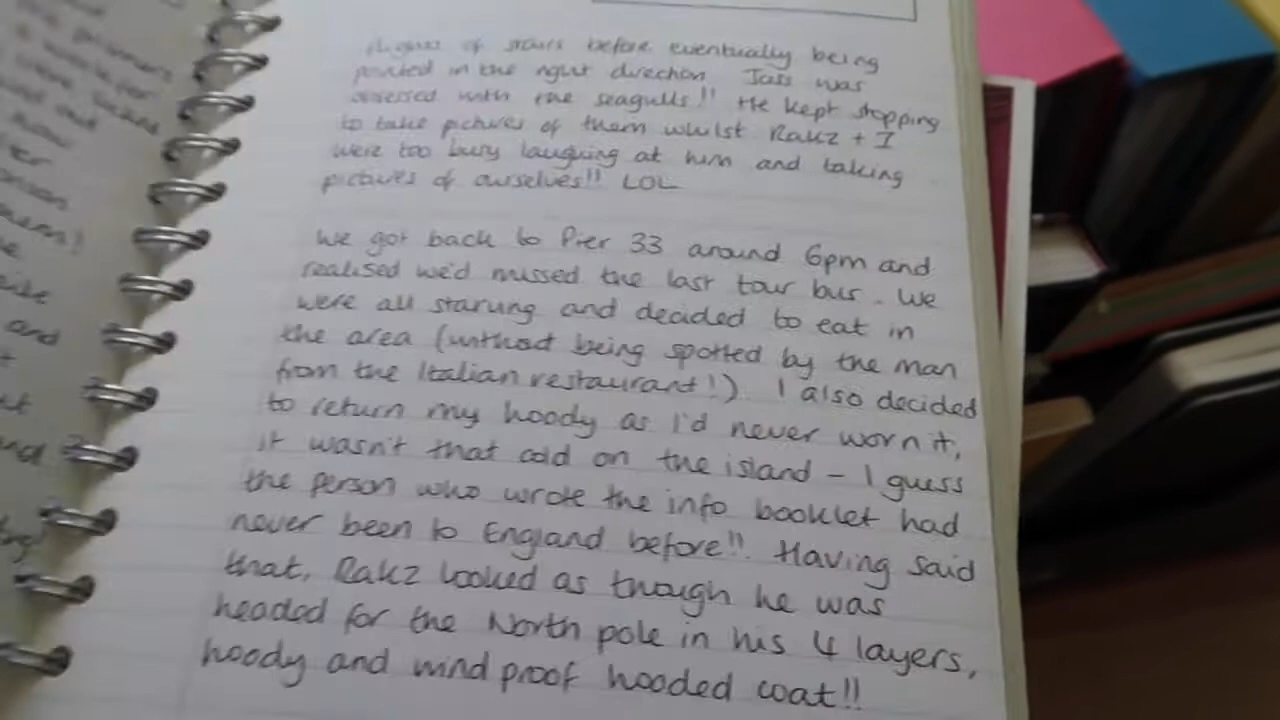 flights of stairs before eventually being
pointed in the right direction. Jass was
obsessed with the seagulls!! He kept stopping
to take pictures of them whilst Rakz + I
were too busy laughing at him and taking
pictures of ourselves!! LOL
We got back to Pier 33 around 6pm and
realised we'd missed the last tour bus. We
were all starving and decided to eat in
the area (without being spotted by the man
from the Italian restaurant!). I also decided
to return my hoody as I'd never worn it,
it wasn't that cold on the island - I guess
the person who wrote the info booklet had
never been to England before!!. Having said
that, Rakz looked as though he was
headed for the North pole in his 4 layers,
hoody and wind proof hooded coat!!